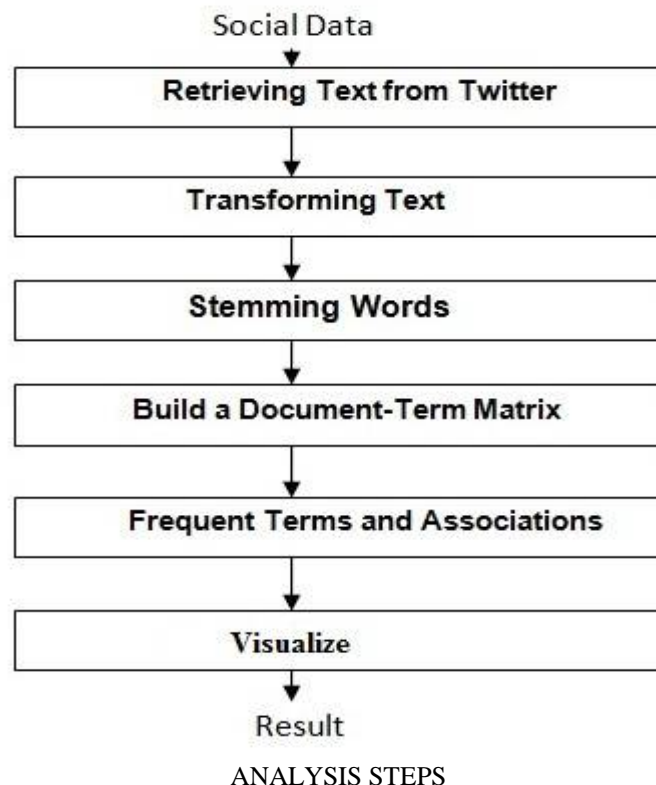 Social Data
Retrieving Text from Twitter
Transforming Text
Stemming Words
Build a Document-Term Matrix
Frequent Terms and Associations
Visualize
Result
ANALYSIS STEPS